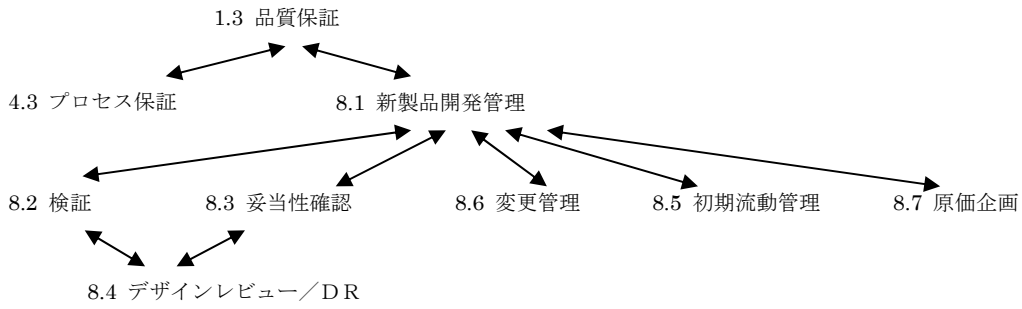 1.3 品質保証
4.3 プロセス保証
8.1 新製品開発管理
8.2 検証
8.3 妥当性確認
8.6 変更管理
8.5 初期流動管理
8.7 原価企画
8.4 デザインレビュー／ＤＲ